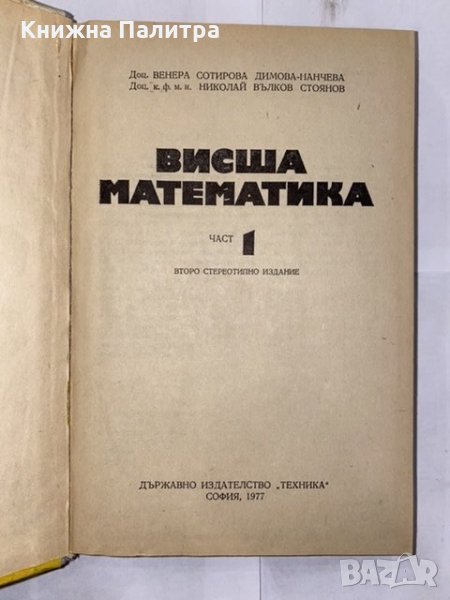 Книжна Палитра
Доц. ВЕНЕРА СОТИРОВА ДИМОВА-НАНЧЕВА
Доц. к. ф. м. н. НИКОЛАЙ ВЪЛКОВ СТОЯНОВ
ВИСША
МАТЕМАТИКА
ЧАСТ 1
ВТОРО СТЕРЕОТИПНО ИЗДАНИЕ
ДЪРЖАВНО ИЗДАТЕЛСТВО „ТЕХНИКА“
СОФИЯ, 1977
BAZAR